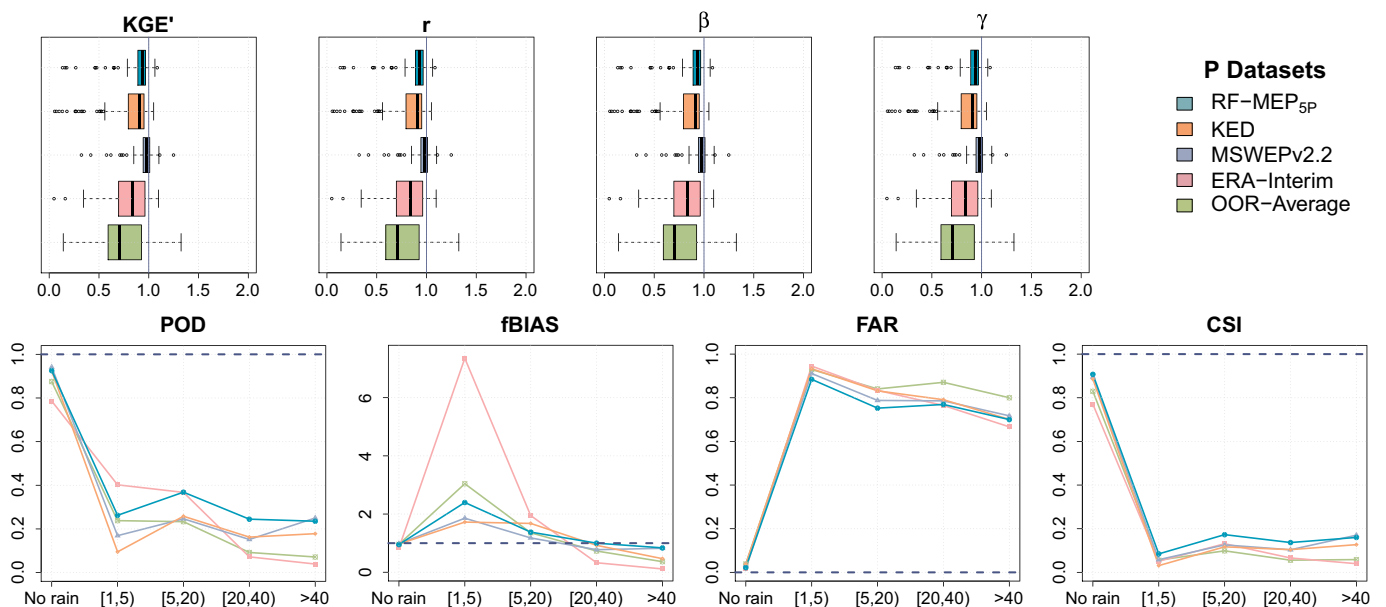 KGE' r β γ
0.0 0.5 1.0 1.5 2.0 0.0 0.5 1.0 1.5 2.0 0.0 0.5 1.0 1.5 2.0 0.0 0.5 1.0 1.5 2.0
P Datasets
RF−MEP5P
KED
MSWEPv2.2
ERA−Interim
OOR−Average
POD fBIAS FAR CSI
1.0
0.8
0.6
0.4
0.2
0.0
No rain [1,5) [5,20) [20,40) >40
6
4
2
0
No rain [1,5) [5,20) [20,40) >40
1.0
0.8
0.6
0.4
0.2
0.0
No rain [1,5) [5,20) [20,40) >40
1.0
0.8
0.6
0.4
0.2
0.0
No rain [1,5) [5,20) [20,40) >40